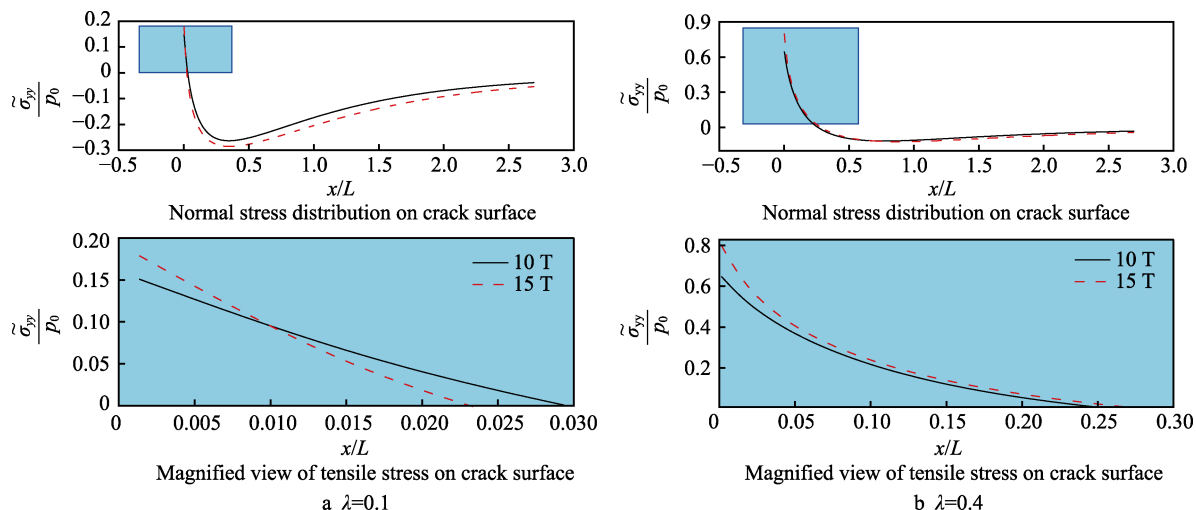 0.2
0.1
0
−0.1
−0.2
−0.3
σ̃yy
p0
−0.5
0
0.5
1.0
1.5
2.0
2.5
3.0
x/L
Normal stress distribution on crack surface
0.9
0.6
0.3
0
σ̃yy
p0
−0.5
0
0.5
1.0
1.5
2.0
2.5
3.0
x/L
Normal stress distribution on crack surface
0.20
0.15
0.10
0.05
0
σ̃yy
p0
10 T
15 T
0
0.005
0.010
0.015
0.020
0.025
0.030
x/L
Magnified view of tensile stress on crack surface
a λ=0.1
0.8
0.6
0.4
0.2
σ̃yy
p0
10 T
15 T
0
0.05
0.10
0.15
0.20
0.25
0.30
x/L
Magnified view of tensile stress on crack surface
b λ=0.4